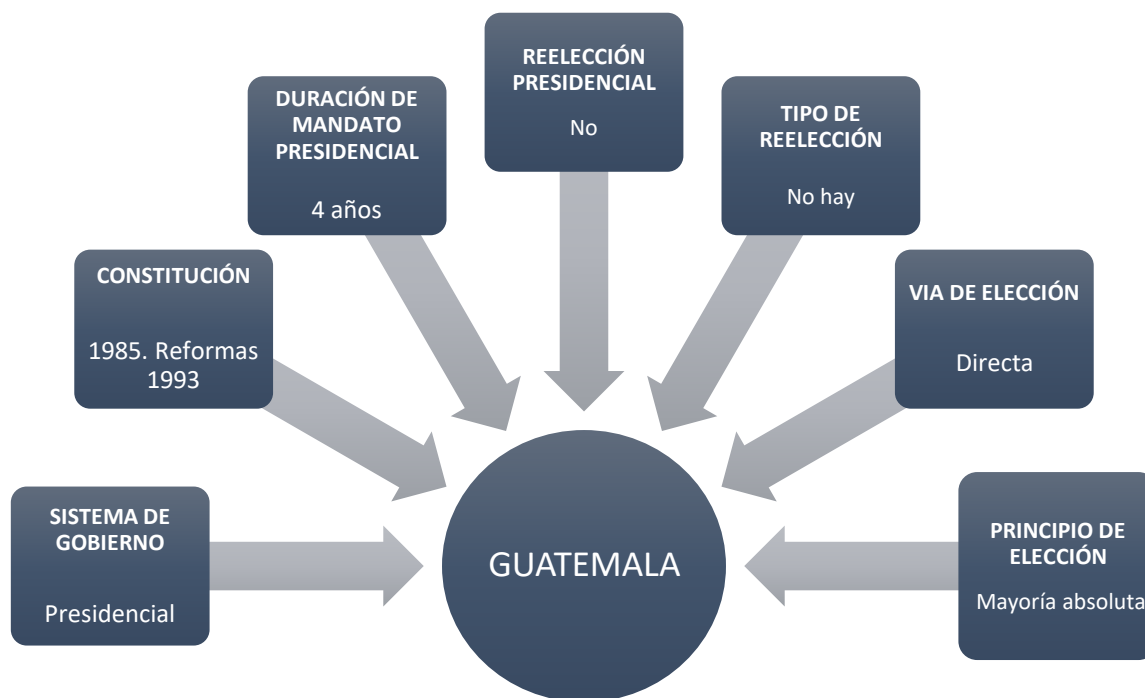 SISTEMA DE
GOBIERNO
Presidencial
CONSTITUCIÓN
1985. Reformas
1993
DURACIÓN DE
MANDATO
PRESIDENCIAL
4 años
REELECCIÓN
PRESIDENCIAL
No
TIPO DE
REELECCIÓN
No hay
VIA DE ELECCIÓN
Directa
PRINCIPIO DE
ELECCIÓN
Mayoría absoluta
GUATEMALA